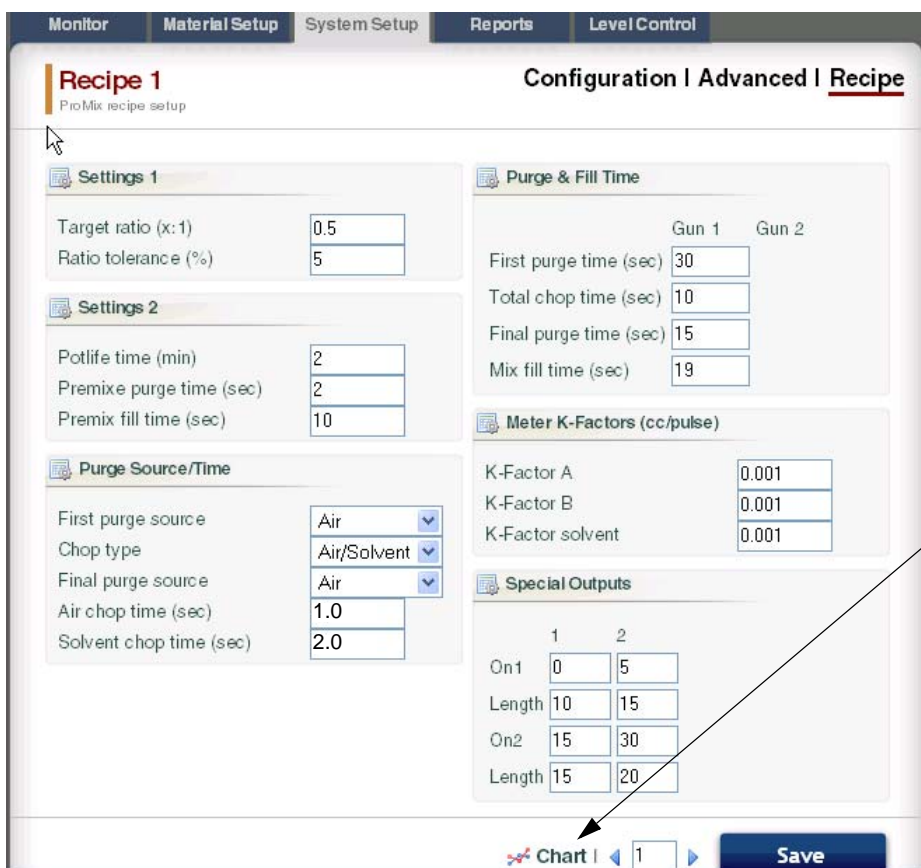 Monitor Material Setup System Setup Reports Level Control
Recipe 1
ProMix recipe setup
Configuration | Advanced | Recipe
Settings 1
Target ratio (x:1) 0.5
Ratio tolerance (%) 5
Settings 2
Potlife time (min) 2
Premixe purge time (sec) 2
Premix fill time (sec) 10
Purge Source/Time
First purge source Air
Chop type Air/Solvent
Final purge source Air
Air chop time (sec) 1.0
Solvent chop time (sec) 2.0
Purge & Fill Time
Gun 1 Gun 2
First purge time (sec) 30
Total chop time (sec) 10
Final purge time (sec) 15
Mix fill time (sec) 19
Meter K-Factors (cc/pulse)
K-Factor A 0.001
K-Factor B 0.001
K-Factor solvent 0.001
Special Outputs
1 2
On1 0 5
Length 10 15
On2 15 30
Length 15 20
Chart | 1 Save